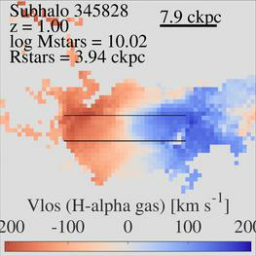 Subhalo 345828
z = 1.00
log Mstars = 10.02
Rstars = 3.94 ckpc
7.9 ckpc
Vlos (H-alpha gas) [km s⁻¹]
200 -100 0 100 200